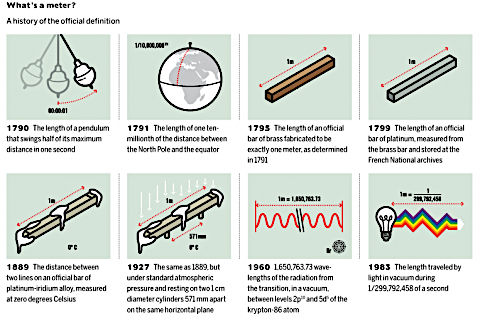 What's a meter?
A history of the official definition
00:00:01
1/10,000,000th
1m
1m
1790 The length of a pendulum
that swings half of its maximum
distance in one second
1791 The length of one ten-
millionth of the distance between
the North Pole and the equator
1795 The length of an official
bar of brass fabricated to be
exactly one meter, as determined
in 1791
1799 The length of an official
bar of platinum, measured from
the brass bar and stored at the
French National archives
1m
0° C
1m
571mm
0° C
1m = 1,650,763.73
Kr
1m = 1
299,792,458
1889 The distance between
two lines on an official bar of
platinum-iridium alloy, measured
at zero degrees Celsius
1927 The same as 1889, but
under standard atmospheric
pressure and resting on two 1 cm
diameter cylinders 571 mm apart
on the same horizontal plane
1960 1,650,763.73 wave-
lengths of the radiation from
the transition, in a vacuum,
between levels 2p¹⁰ and 5d⁵ of the
krypton-86 atom
1983 The length traveled by
light in vacuum during
1/299,792,458 of a second